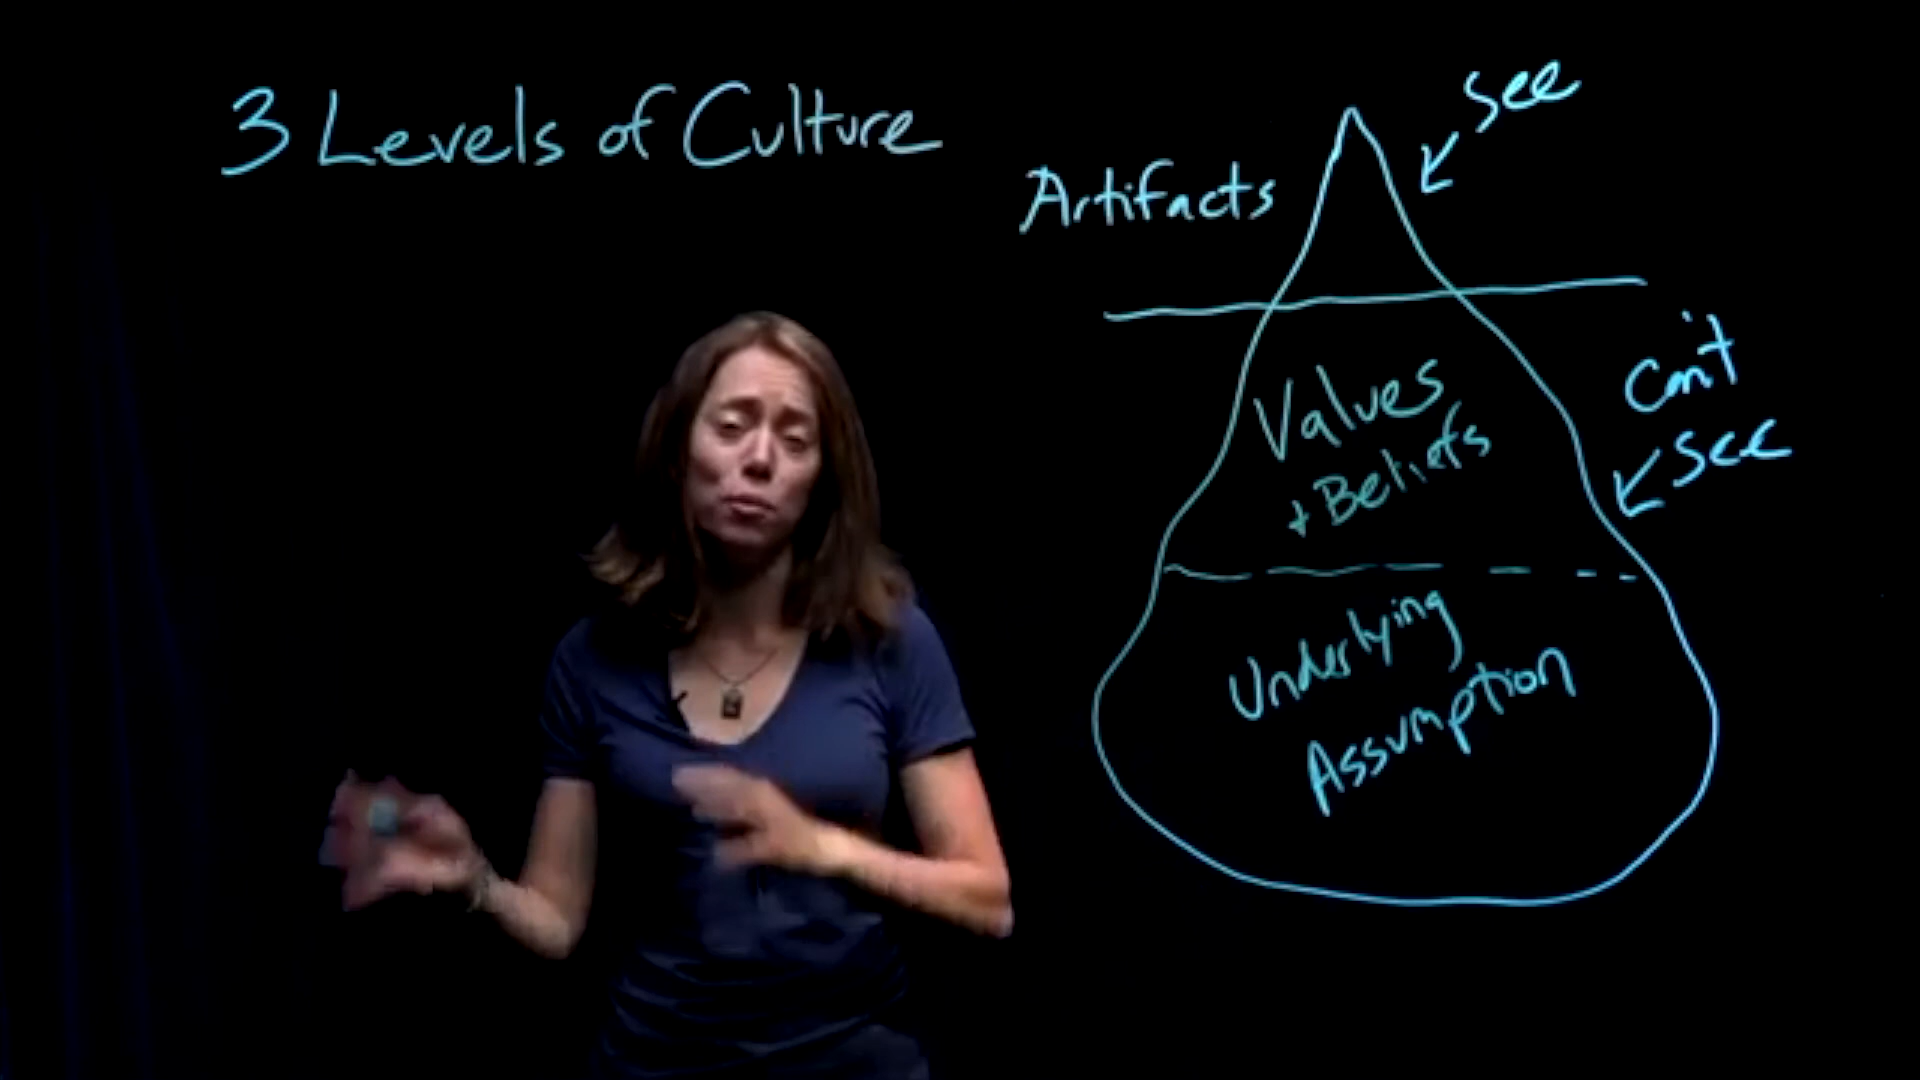 3 Levels of Culture
See
Artifacts
Can't
see
Values
+ Beliefs
Underlying
Assumption